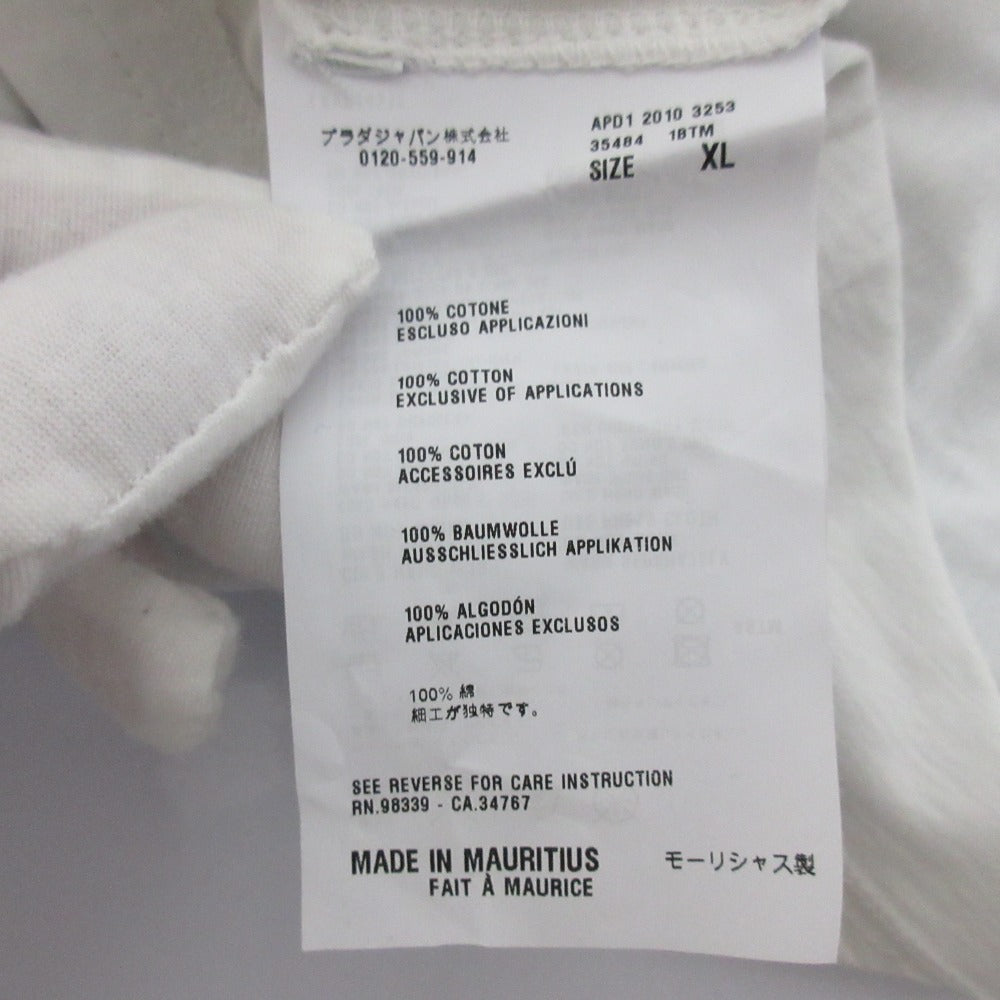 プラダジャパン株式会社
0120-559-914
APD1 2010 3253
35484 1BTM
SIZE XL
100% COTONE
ESCLUSO APPLICAZIONI
100% COTTON
EXCLUSIVE OF APPLICATIONS
100% COTON
ACCESSOIRES EXCLÚ
100% BAUMWOLLE
AUSSCHLIESSLICH APPLIKATION
100% ALGODÓN
APLICACIONES EXCLUSOS
100% 綿
細工が独特です。
SEE REVERSE FOR CARE INSTRUCTION
RN.98339 - CA.34767
MADE IN MAURITIUS モーリシャス製
FAIT À MAURICE